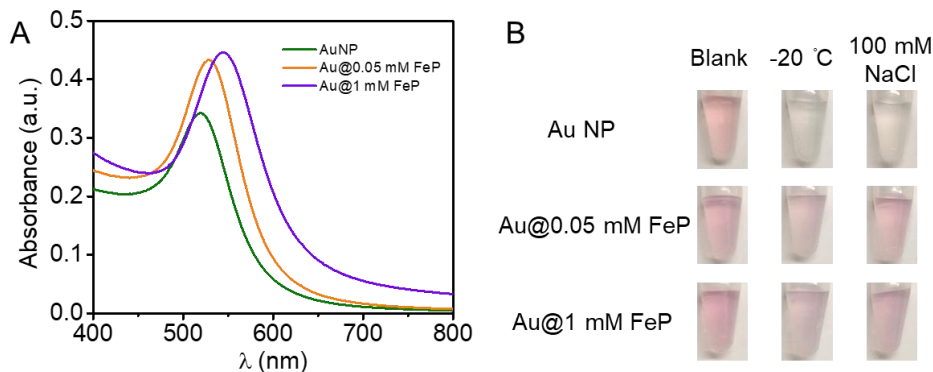 A
Absorbance (a.u.)
0.5
0.4
0.3
0.2
0.1
0.0
400
500
600
700
800
λ (nm)
AuNP
Au@0.05 mM FeP
Au@1 mM FeP
B
Blank
-20 °C
100 mM
NaCl
Au NP
Au@0.05 mM FeP
Au@1 mM FeP